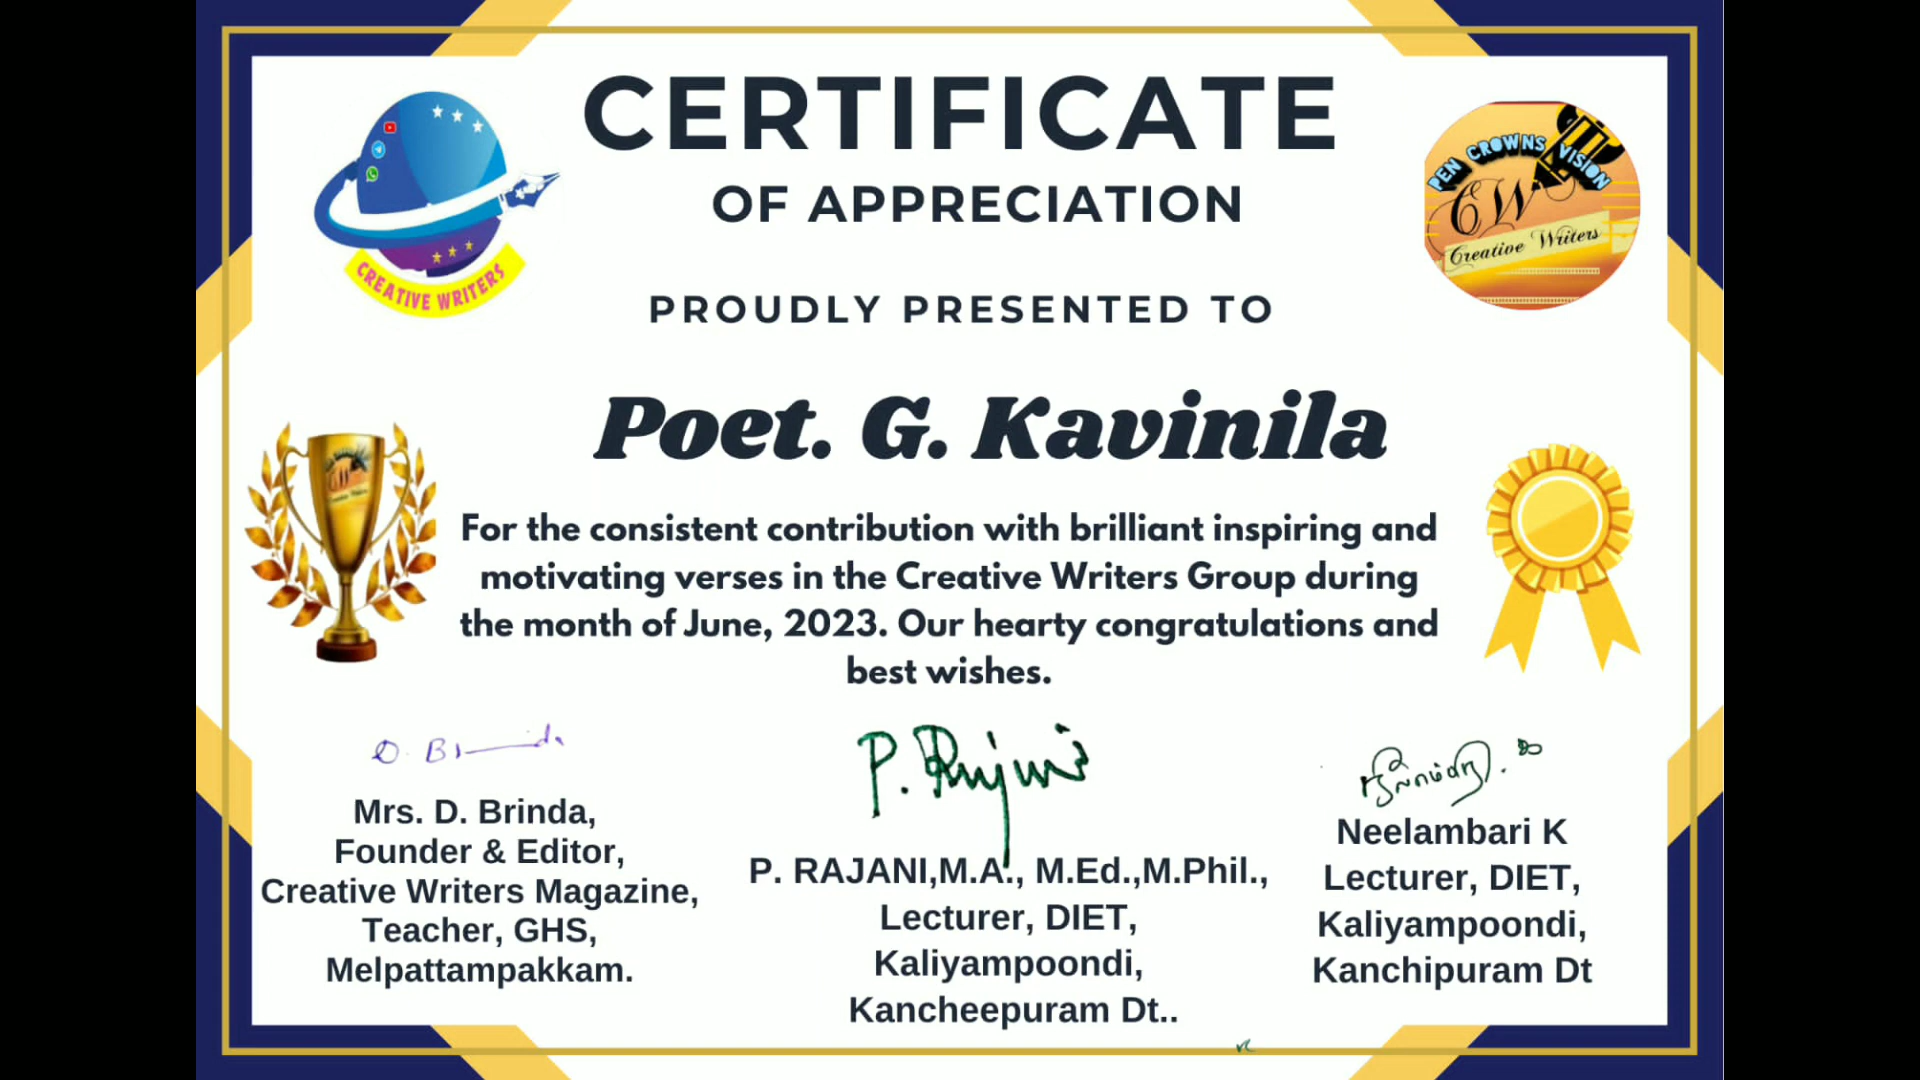 CERTIFICATE
OF APPRECIATION
PROUDLY PRESENTED TO
CREATIVE WRITERS
PEN CROWNS VISION
CW
Creative Writers
Poet. G. Kavinila
For the consistent contribution with brilliant inspiring and
motivating verses in the Creative Writers Group during
the month of June, 2023. Our hearty congratulations and
best wishes.
D. Brinda
Mrs. D. Brinda,
Founder & Editor,
Creative Writers Magazine,
Teacher, GHS,
Melpattampakkam.
P. Rajani
P. RAJANI,M.A., M.Ed.,M.Phil.,
Lecturer, DIET,
Kaliyampoondi,
Kancheepuram Dt..
Neelambari K
Lecturer, DIET,
Kaliyampoondi,
Kanchipuram Dt